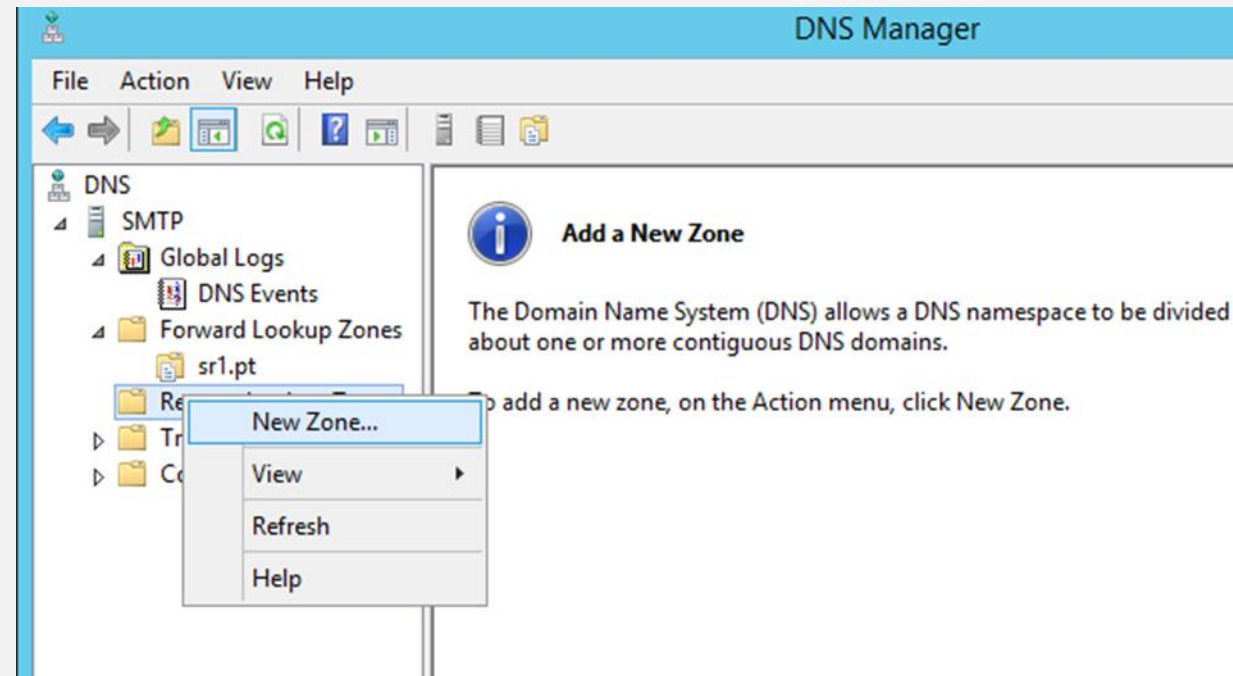 DNS Manager
File Action View Help
DNS
SMTP
Global Logs
DNS Events
Forward Lookup Zones
sr1.pt
New Zone...
View
Refresh
Help
Add a New Zone
The Domain Name System (DNS) allows a DNS namespace to be divided
about one or more contiguous DNS domains.
add a new zone, on the Action menu, click New Zone.